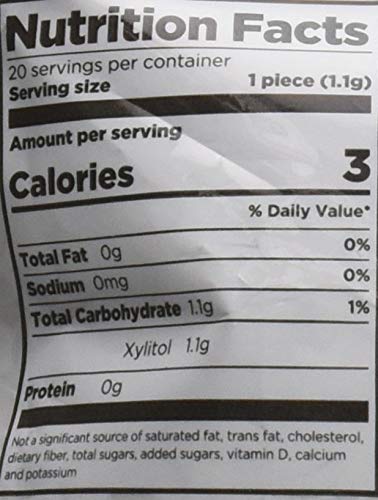 Nutrition Facts
20 servings per container
Serving size 1 piece (1.1g)
Amount per serving
Calories 3
% Daily Value*
Total Fat 0g 0%
Sodium 0mg 0%
Total Carbohydrate 1.1g 1%
Xylitol 1.1g
Protein 0g
Not a significant source of saturated fat, trans fat, cholesterol,
dietary fiber, total sugars, added sugars, vitamin D, calcium
and potassium